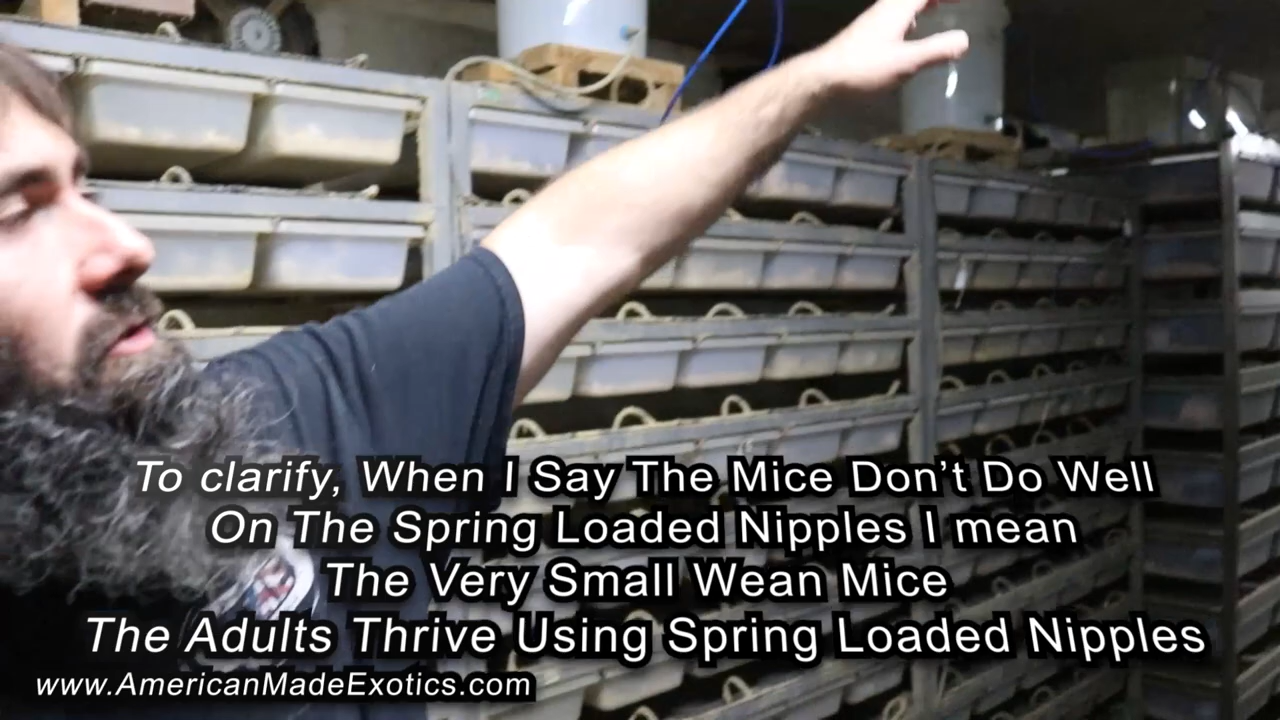 To clarify, When I Say The Mice Don't Do Well
On The Spring Loaded Nipples I mean
The Very Small Wean Mice
The Adults Thrive Using Spring Loaded Nipples
www.AmericanMadeExotics.com